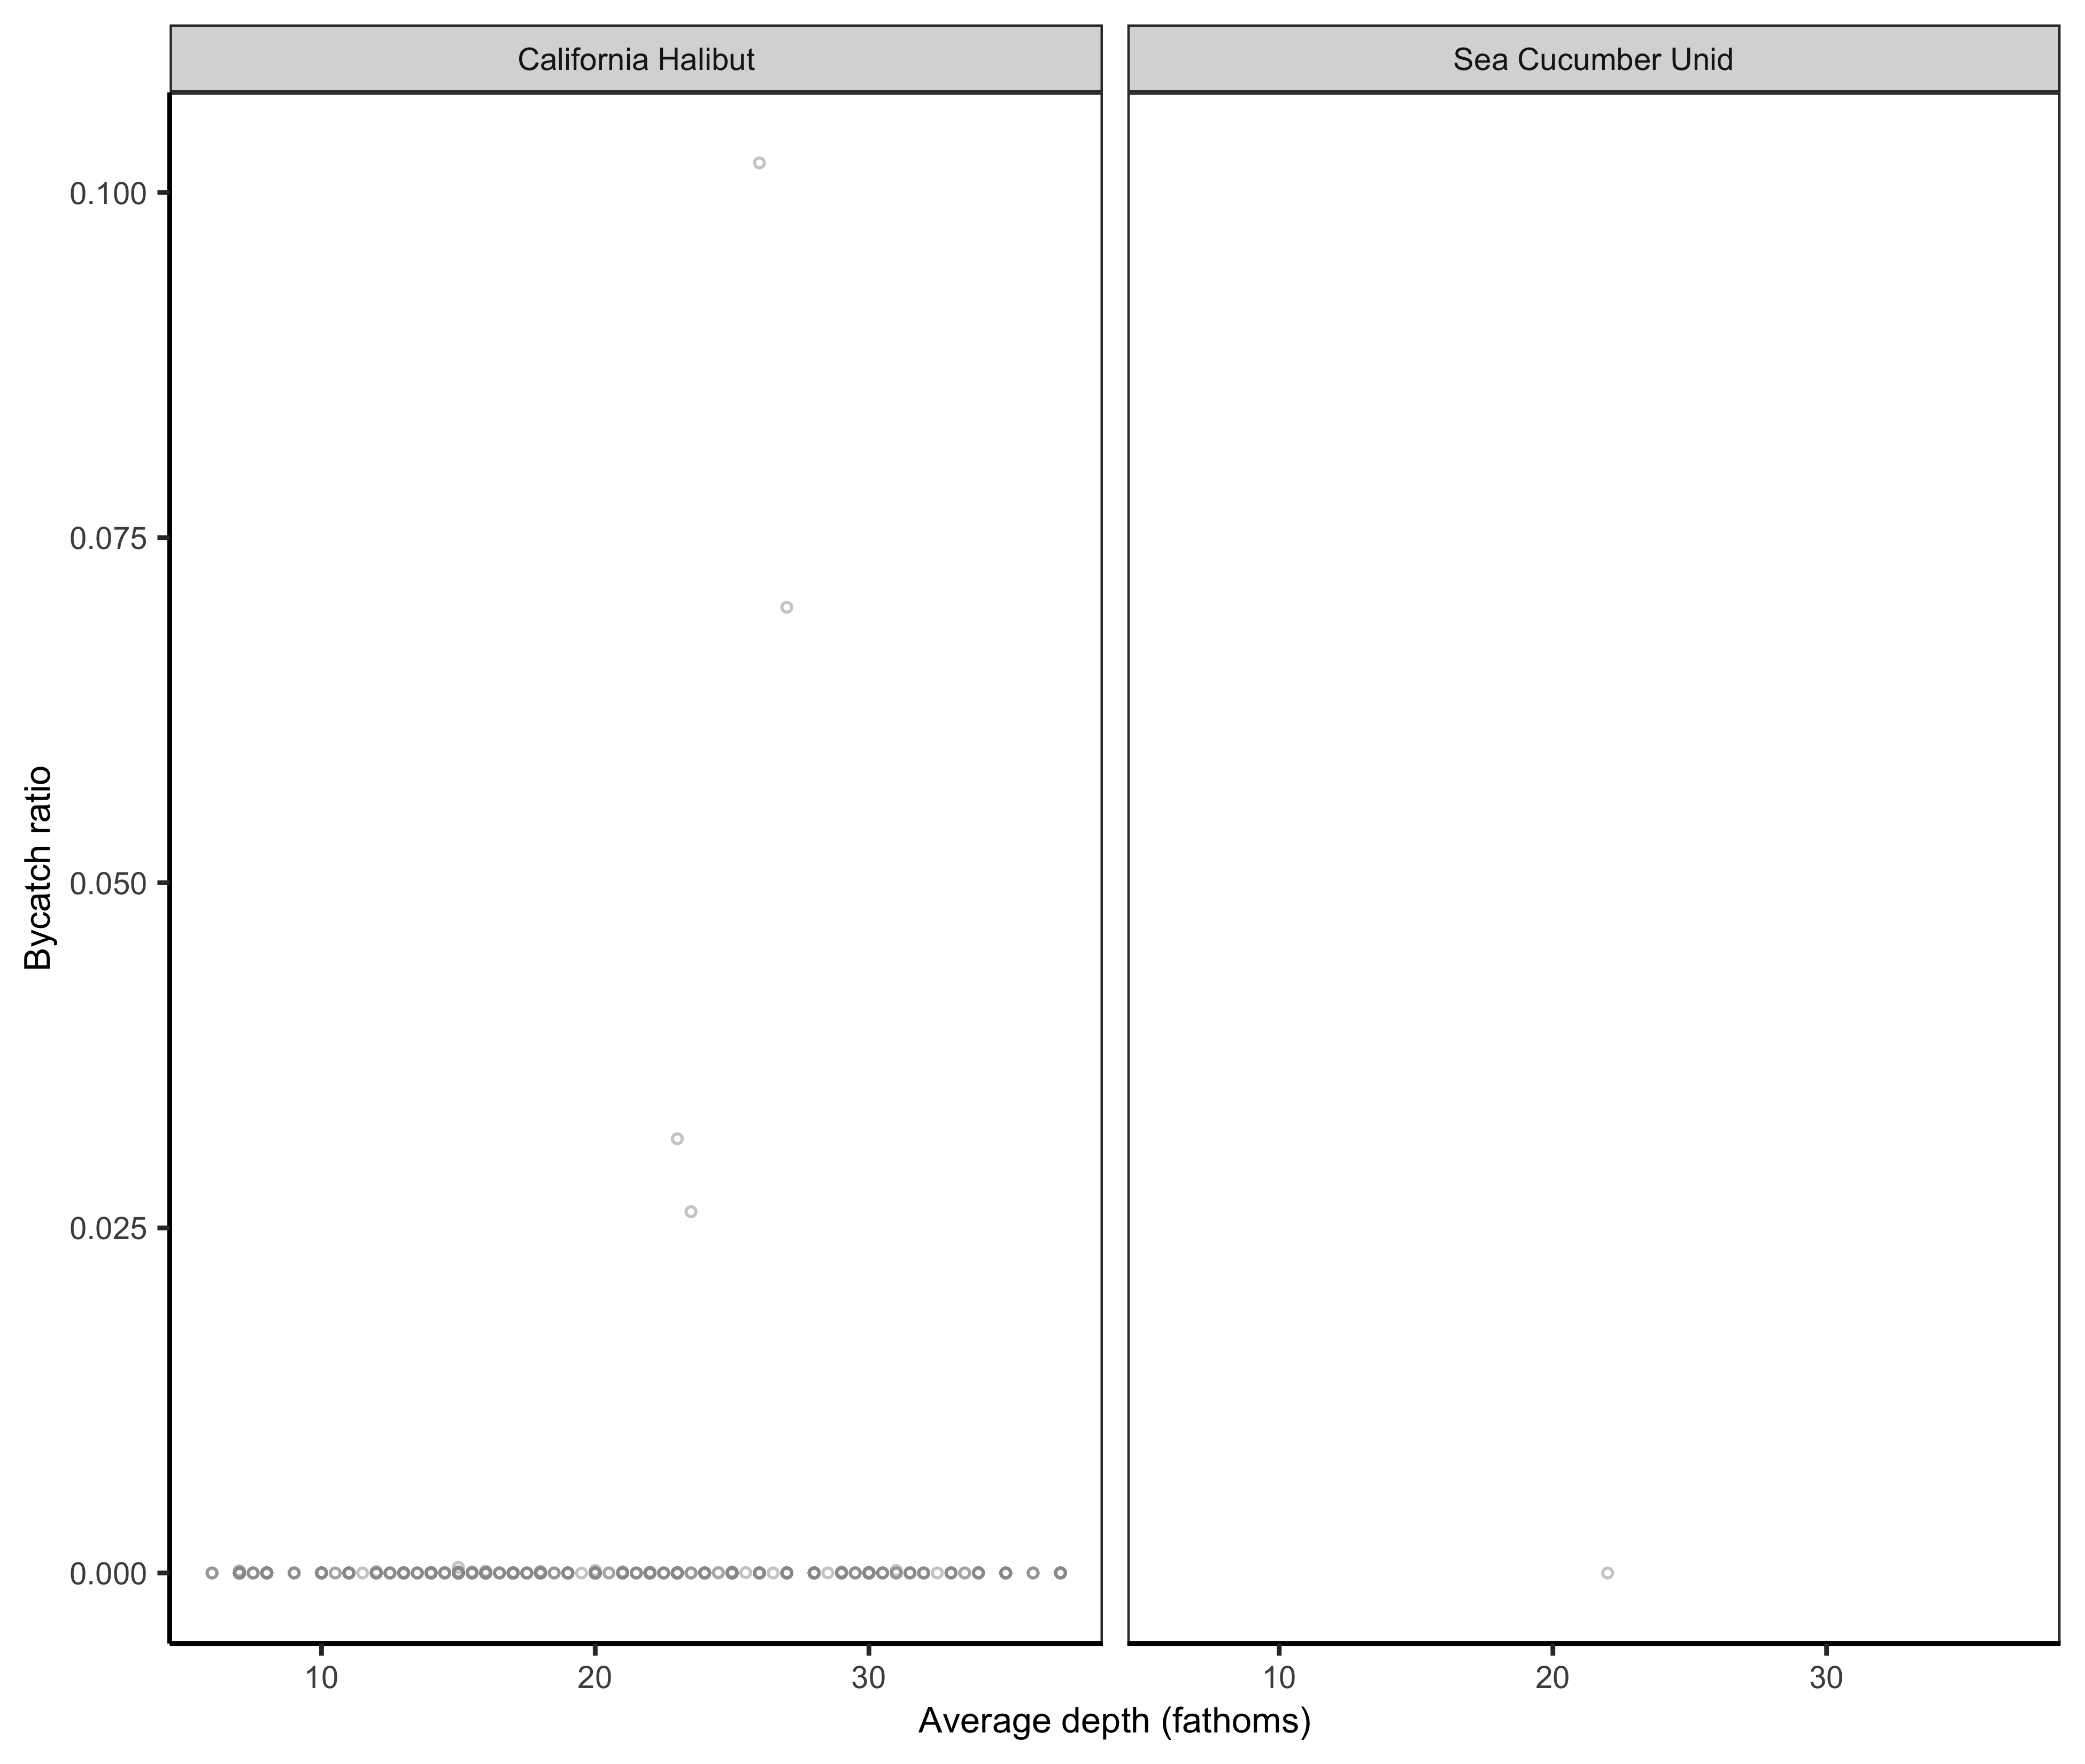 California Halibut
Sea Cucumber Unid
0.100
0.075
0.050
0.025
0.000
Bycatch ratio
10 20 30
10 20 30
Average depth (fathoms)